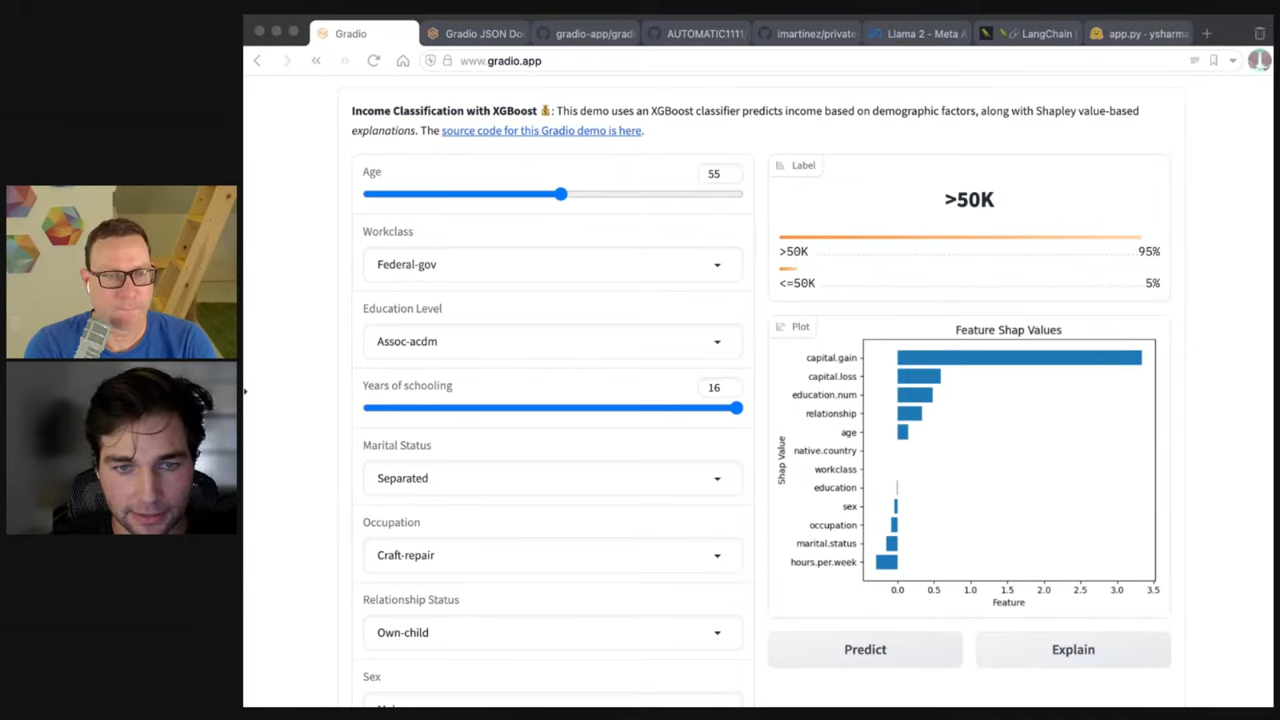 Gradio
Gradio JSON Do
gradio-app/gradi
AUTOMATIC1111
imartinez/private
Llama 2 - Meta A
LangChain
app.py - ysharma
www.gradio.app
Income Classification with XGBoost 💰: This demo uses an XGBoost classifier predicts income based on demographic factors, along with Shapley value-based
explanations. The source code for this Gradio demo is here.
Age
55
Workclass
Federal-gov
Education Level
Assoc-acdm
Years of schooling
16
Marital Status
Separated
Occupation
Craft-repair
Relationship Status
Own-child
Sex
Label
>50K
>50K 95%
<=50K 5%
Plot
Feature Shap Values
Shap Value
capital.gain
capital.loss
education.num
relationship
age
native.country
workclass
education
sex
occupation
marital.status
hours.per.week
0.0 0.5 1.0 1.5 2.0 2.5 3.0 3.5
Feature
Predict
Explain